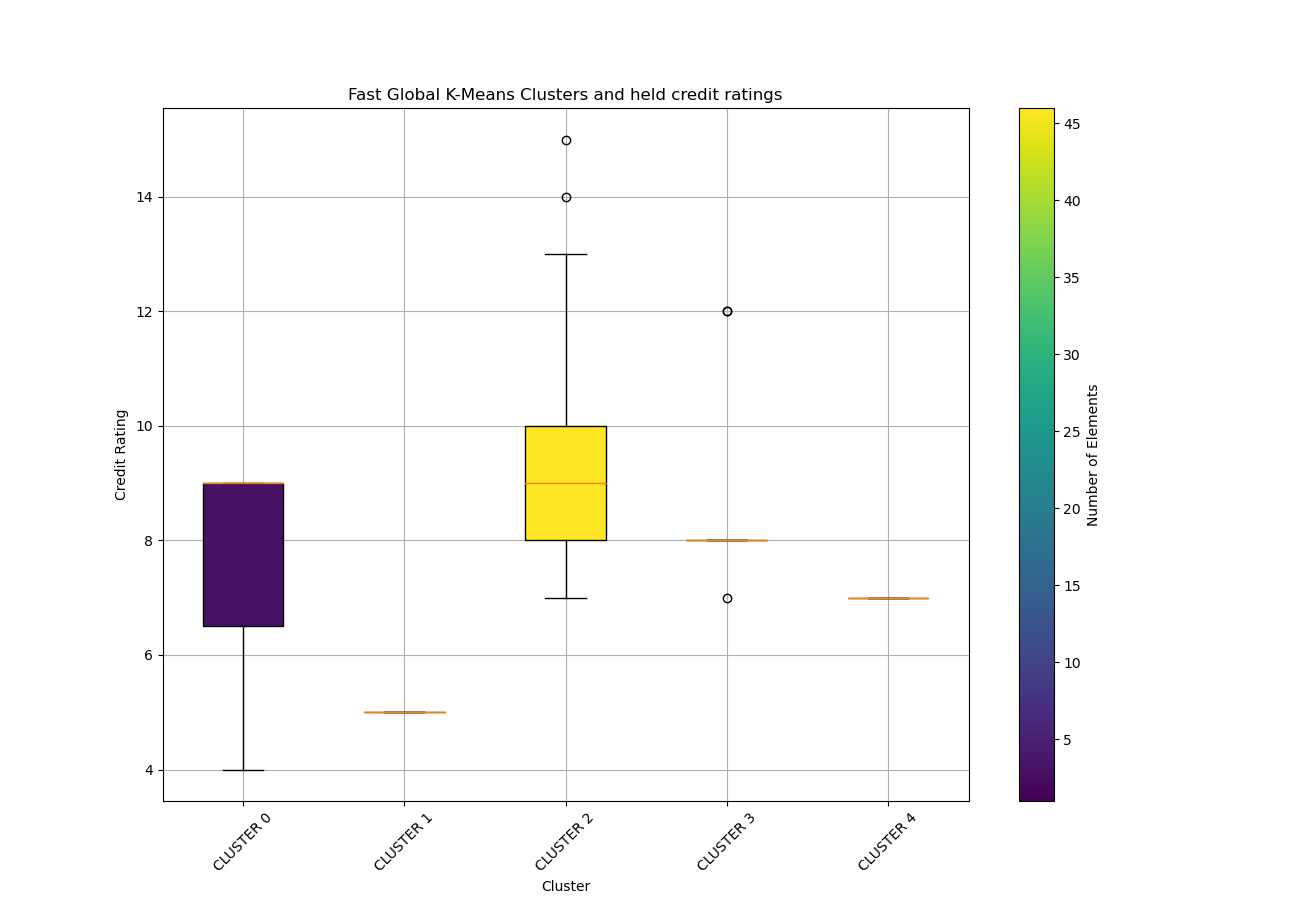 Fast Global K-Means Clusters and held credit ratings
14
12
10
8
6
4
Credit Rating
CLUSTER 0
CLUSTER 1
CLUSTER 2
CLUSTER 3
CLUSTER 4
Cluster
45
40
35
30
25
20
15
10
5
Number of Elements